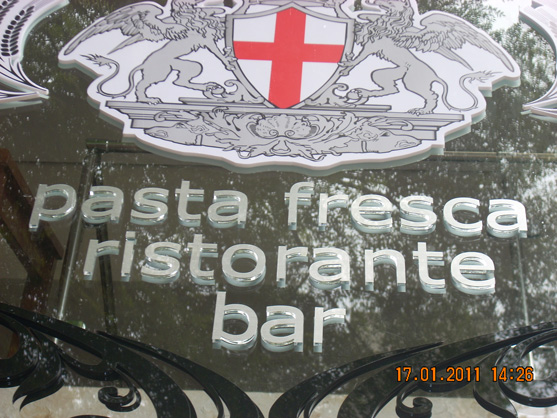 pasta fresca
ristorante
bar
17.01.2011 14:26